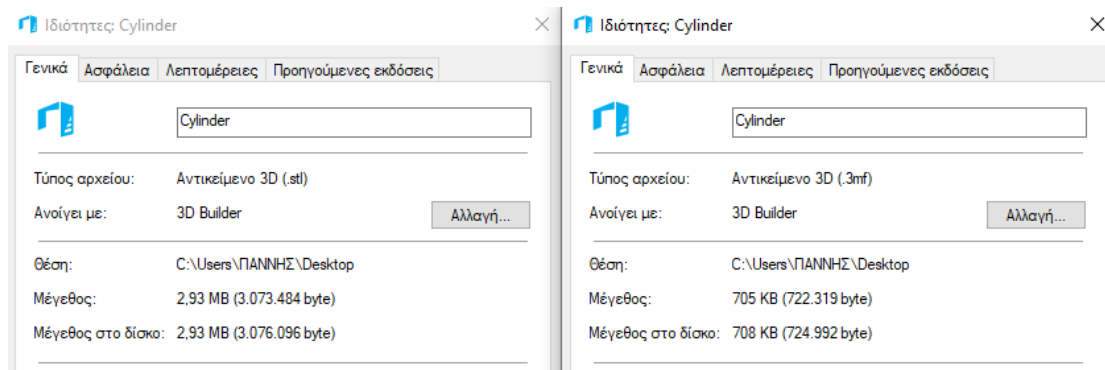 Ιδιότητες: Cylinder
Γενικά Ασφάλεια Λεπτομέρειες Προηγούμενες εκδόσεις
Cylinder
Τύπος αρχείου: Αντικείμενο 3D (.stl)
Ανοίγει με: 3D Builder Αλλαγή...
Θέση: C:\Users\ΓΙΑΝΝΗΣ\Desktop
Μέγεθος: 2,93 MB (3.073.484 byte)
Μέγεθος στο δίσκο: 2,93 MB (3.076.096 byte)
Ιδιότητες: Cylinder
Γενικά Ασφάλεια Λεπτομέρειες Προηγούμενες εκδόσεις
Cylinder
Τύπος αρχείου: Αντικείμενο 3D (.3mf)
Ανοίγει με: 3D Builder Αλλαγή...
Θέση: C:\Users\ΓΙΑΝΝΗΣ\Desktop
Μέγεθος: 705 KB (722.319 byte)
Μέγεθος στο δίσκο: 708 KB (724.992 byte)